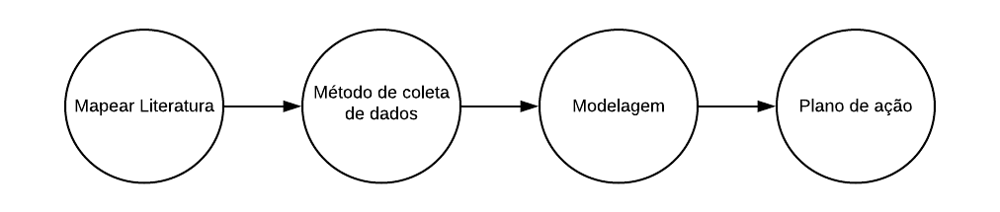 Mapear Literatura
Método de coleta
de dados
Modelagem
Plano de ação